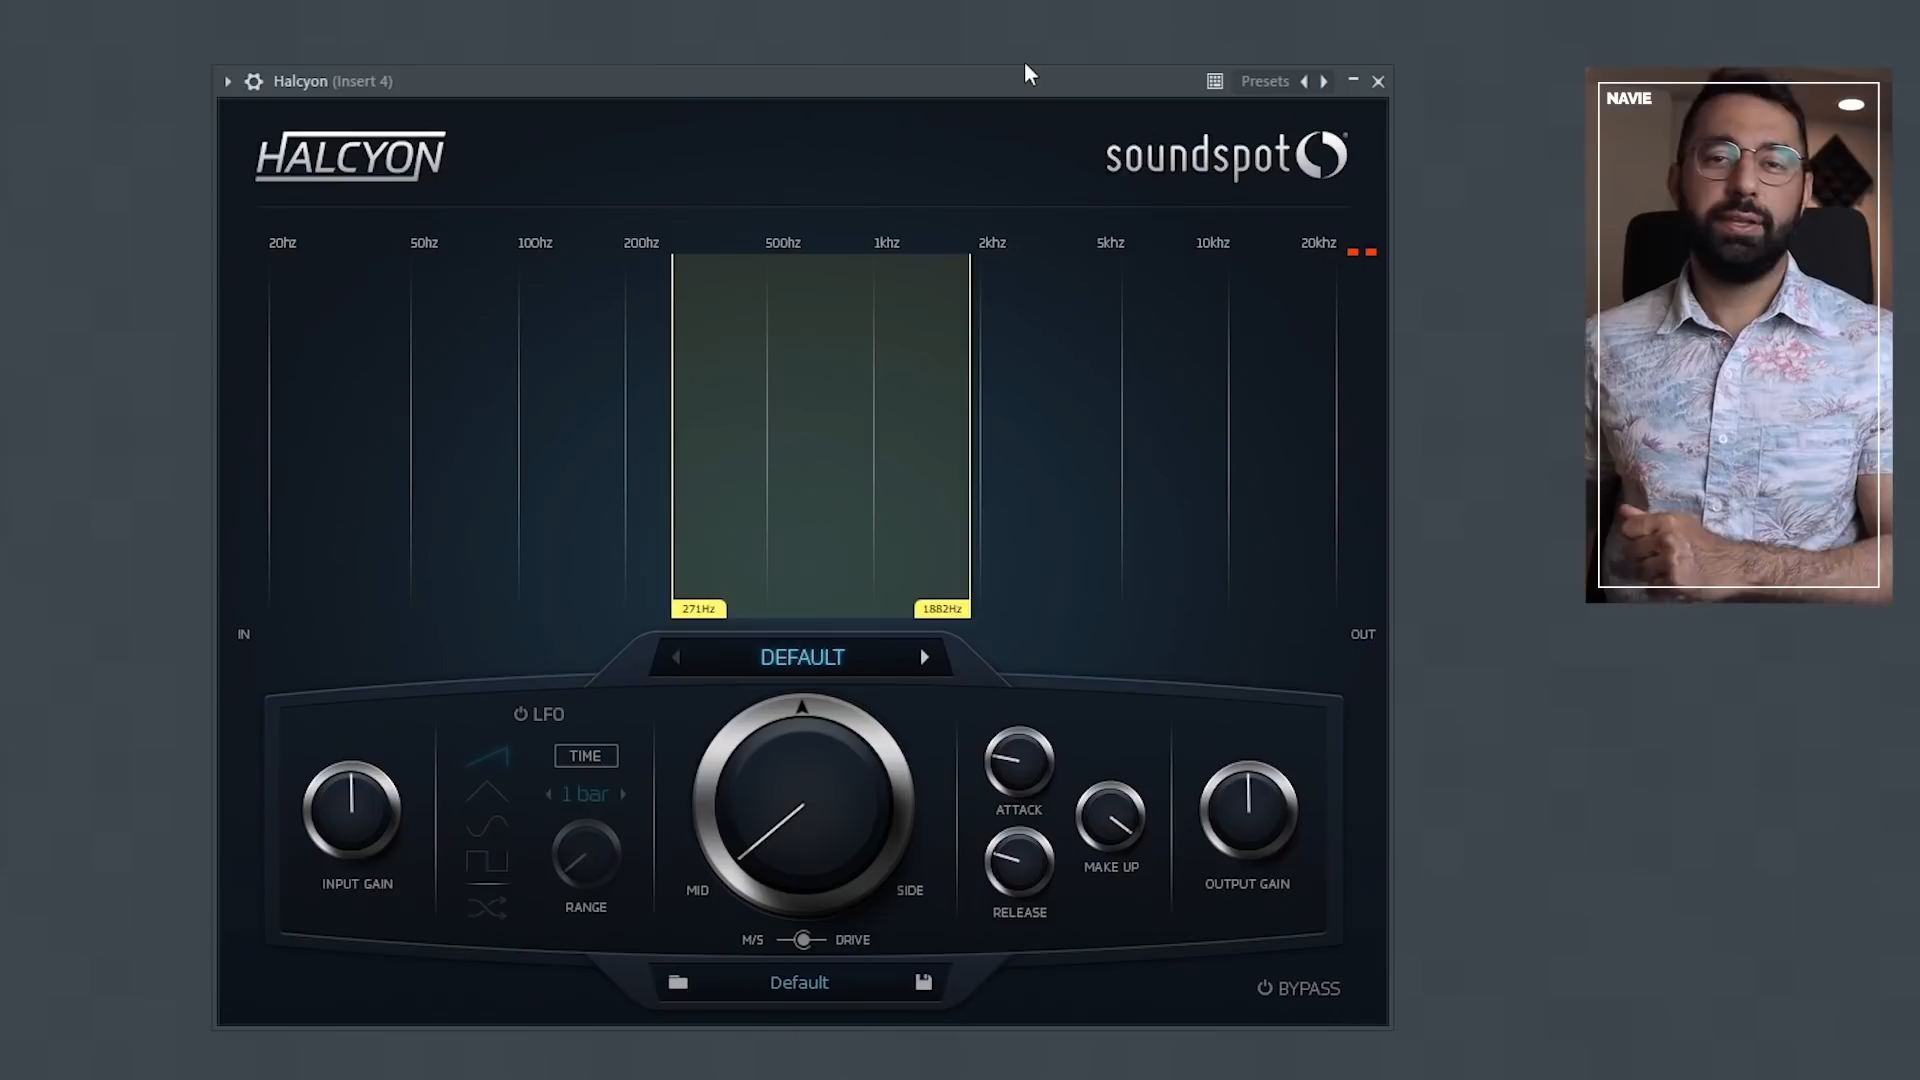 Halcyon (Insert 4)
Presets
NAVIE
HALCYON
soundspot
20hz 50hz 100hz 200hz 500hz 1khz 2khz 5khz 10khz 20khz
271Hz 1882Hz
IN
OUT
DEFAULT
LFO
TIME
1 bar
RANGE
INPUT GAIN
MID
SIDE
M/S
DRIVE
ATTACK
RELEASE
MAKE UP
OUTPUT GAIN
Default
BYPASS